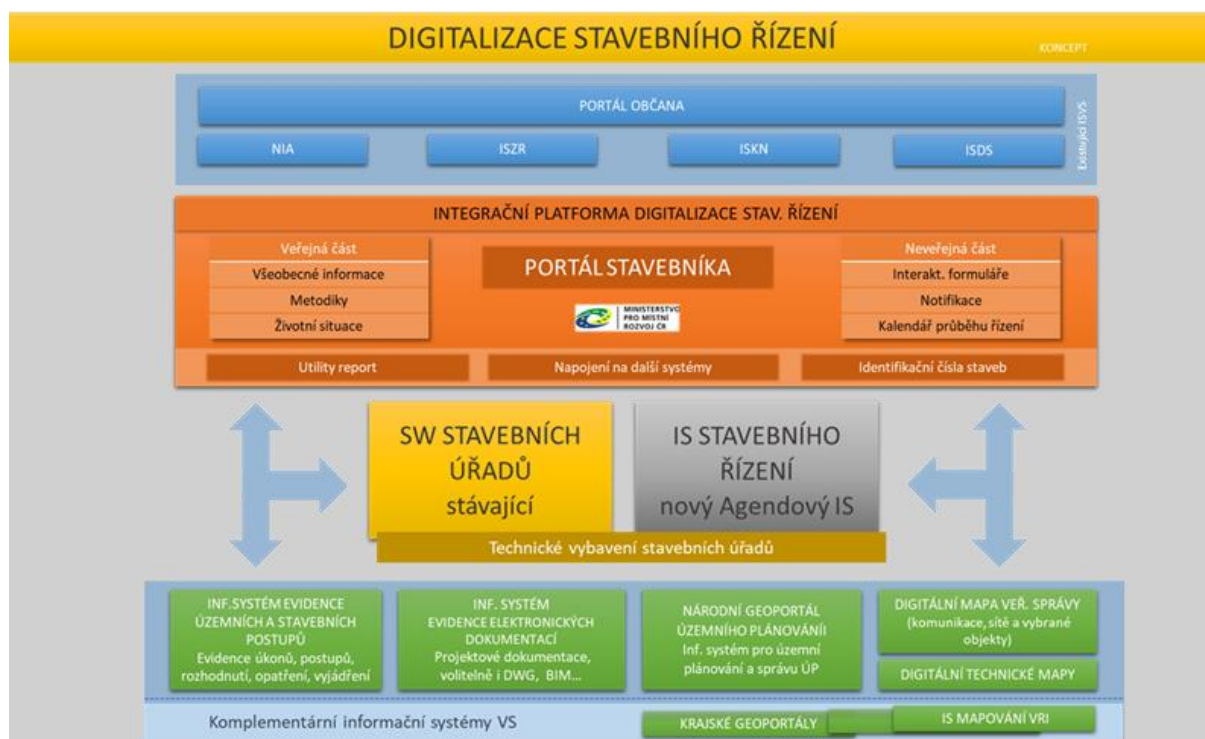 DIGITALIZACE STAVEBNÍHO ŘÍZENÍ
KONCEPT
PORTÁL OBČANA
NIA
ISZR
ISKN
ISDS
Existující ISVS
INTEGRAČNÍ PLATFORMA DIGITALIZACE STAV. ŘÍZENÍ
Veřejná část
Všeobecné informace
Metodiky
Životní situace
PORTÁL STAVEBNÍKA
MINISTERSTVO
PRO MÍSTNÍ
ROZVOJ ČR
Neveřejná část
Interakt. formuláře
Notifikace
Kalendář průběhu řízení
Utility report
Napojení na další systémy
Identifikační čísla staveb
SW STAVEBNÍCH
ÚŘADŮ
stávající
IS STAVEBNÍHO
ŘÍZENÍ
nový Agendový IS
Technické vybavení stavebních úřadů
INF.SYSTÉM EVIDENCE
ÚZEMNÍCH A STAVEBNÍCH
POSTUPŮ
Evidence úkonů, postupů,
rozhodnutí, opatření, vyjádření
INF. SYSTÉM
EVIDENCE ELEKTRONICKÝCH
DOKUMENTACÍ
Projektové dokumentace,
volitelně i DWG, BIM...
NÁRODNÍ GEOPORTÁL
ÚZEMNÍHO PLÁNOVÁNÍI
Inf. systém pro územní
plánování a správu ÚP
DIGITÁLNÍ MAPA VEŘ. SPRÁVY
(komunikace, sítě a vybrané
objekty)
DIGITÁLNÍ TECHNICKÉ MAPY
Komplementární informační systémy VS
KRAJSKÉ GEOPORTÁLY
IS MAPOVÁNÍ VRI